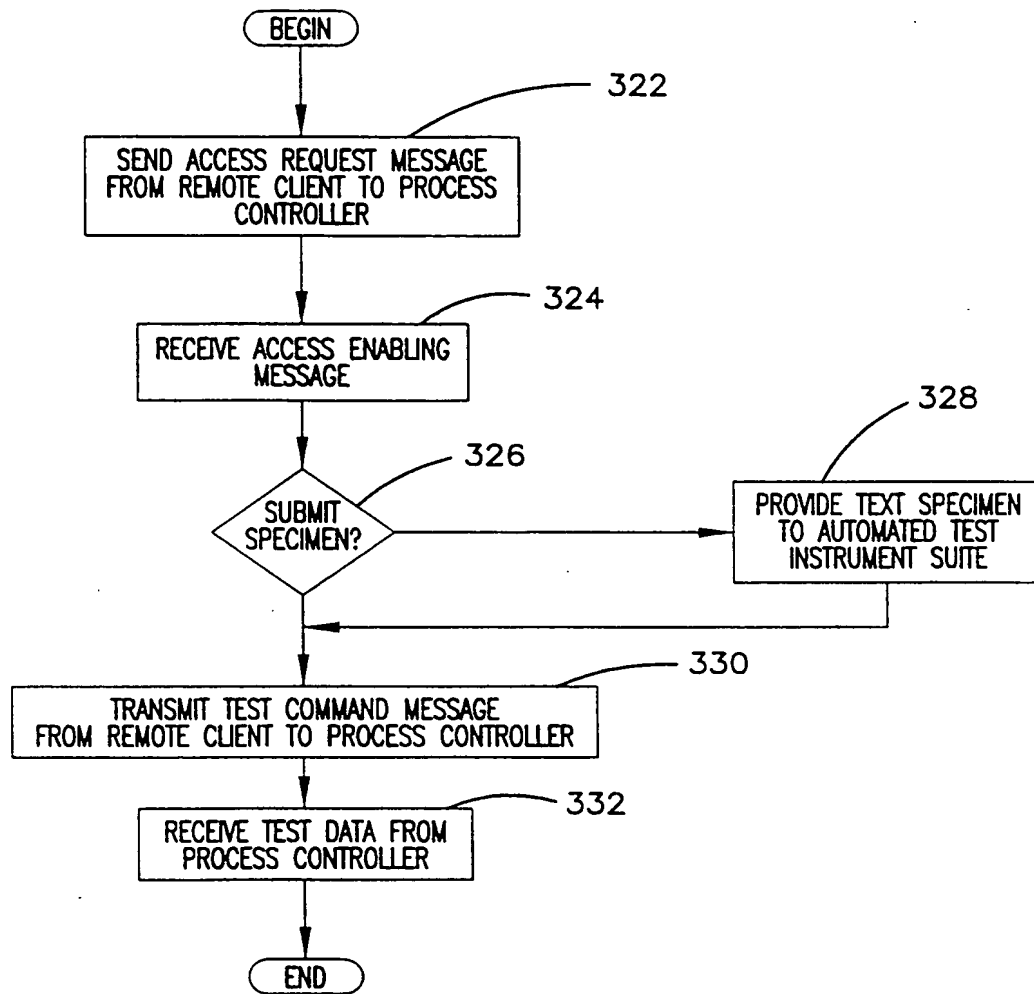 BEGIN
322
SEND ACCESS REQUEST MESSAGE
FROM REMOTE CLIENT TO PROCESS
CONTROLLER
324
RECEIVE ACCESS ENABLING
MESSAGE
326
SUBMIT
SPECIMEN?
328
PROVIDE TEXT SPECIMEN
TO AUTOMATED TEST
INSTRUMENT SUITE
330
TRANSMIT TEST COMMAND MESSAGE
FROM REMOTE CLIENT TO PROCESS CONTROLLER
332
RECEIVE TEST DATA FROM
PROCESS CONTROLLER
END